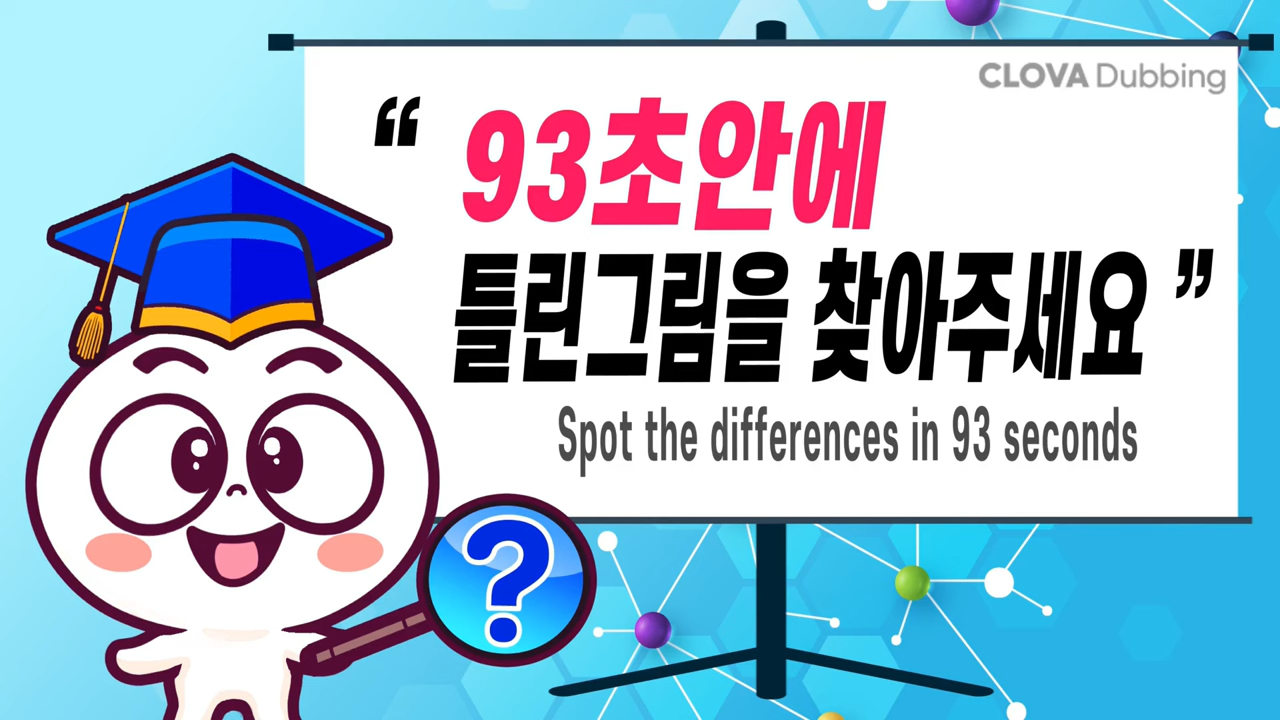 CLOVA Dubbing
“ 93초안에
틀린그림을 찾아주세요 ”
Spot the differences in 93 seconds
?